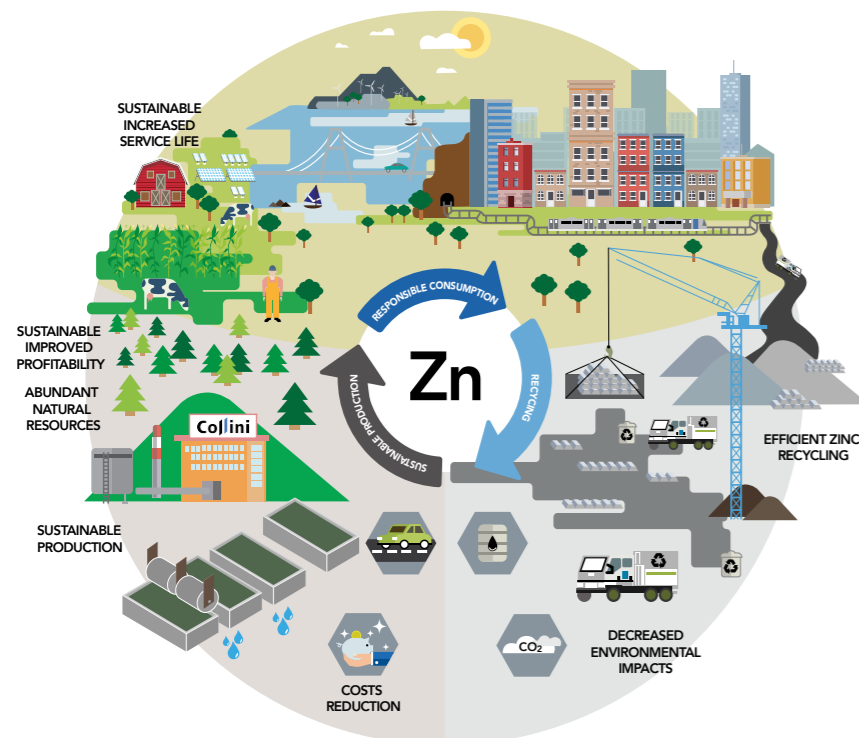 SUSTAINABLE
INCREASED
SERVICE LIFE
RESPONSIBLE CONSUMPTION
SUSTAINABLE
IMPROVED
PROFITABILITY
Zn
RECYCING
SUSTAINABLE PRODUCTION
ABUNDANT
NATURAL
RESOURCES
Collini
EFFICIENT ZINC
RECYCLING
SUSTAINABLE
PRODUCTION
CO2
DECREASED
ENVIRONMENTAL
IMPACTS
COSTS
REDUCTION